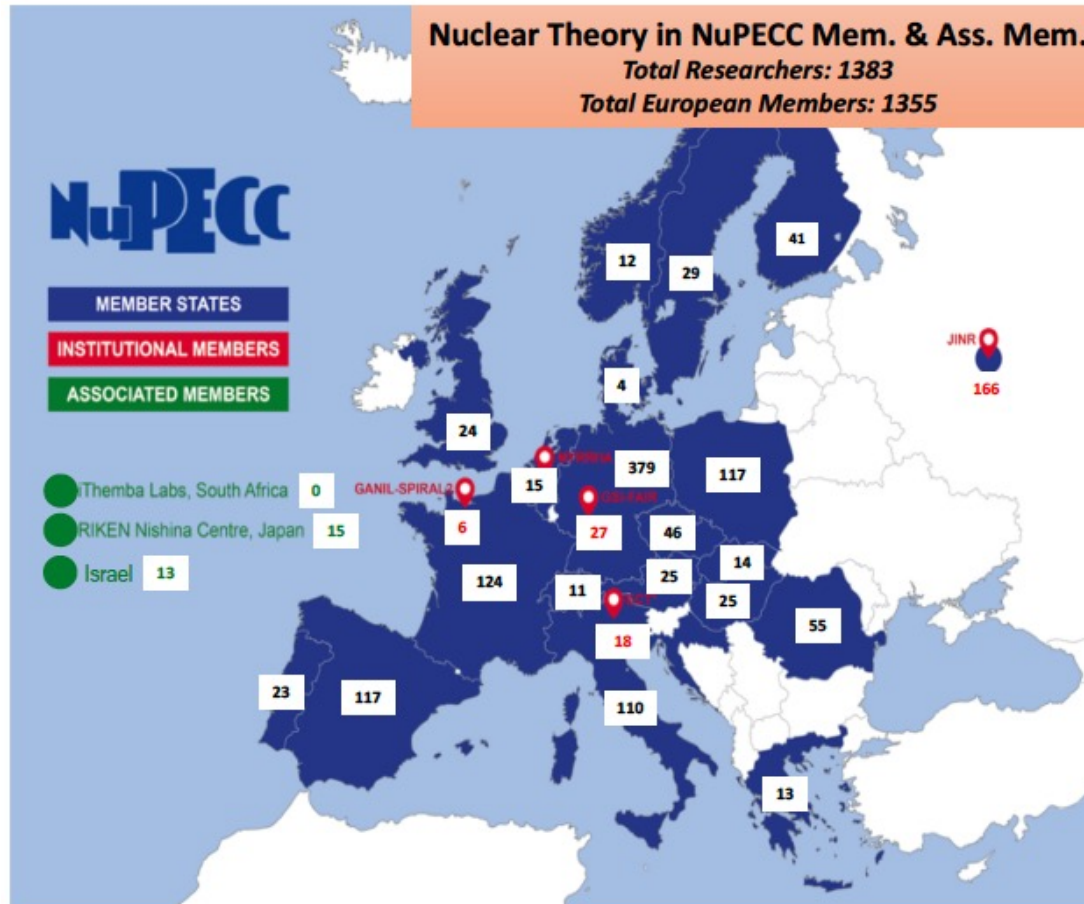 Nuclear Theory in NuPECC Mem. & Ass. Mem.
Total Researchers: 1383
Total European Members: 1355
NuPECC
MEMBER STATES
INSTITUTIONAL MEMBERS
ASSOCIATED MEMBERS
iThemba Labs, South Africa 0
RIKEN Nishina Centre, Japan 15
Israel 13
41
12
29
JINR
166
4
24
379
117
15
GANIL-SPIRAL2
GSI-FAIR
6
27
46
14
124
11
25
25
55
18
23
117
110
13